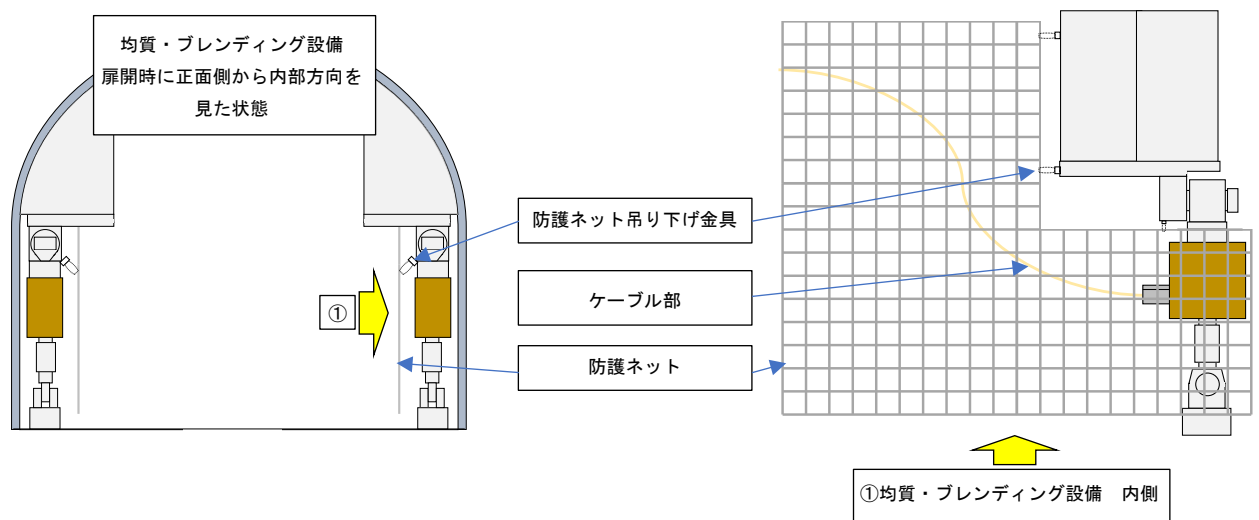 均質・ブレンディング設備
扉開時に正面側から内部方向を
見た状態
防護ネット吊り下げ金具
ケーブル部
①
防護ネット
①均質・ブレンディング設備　内側